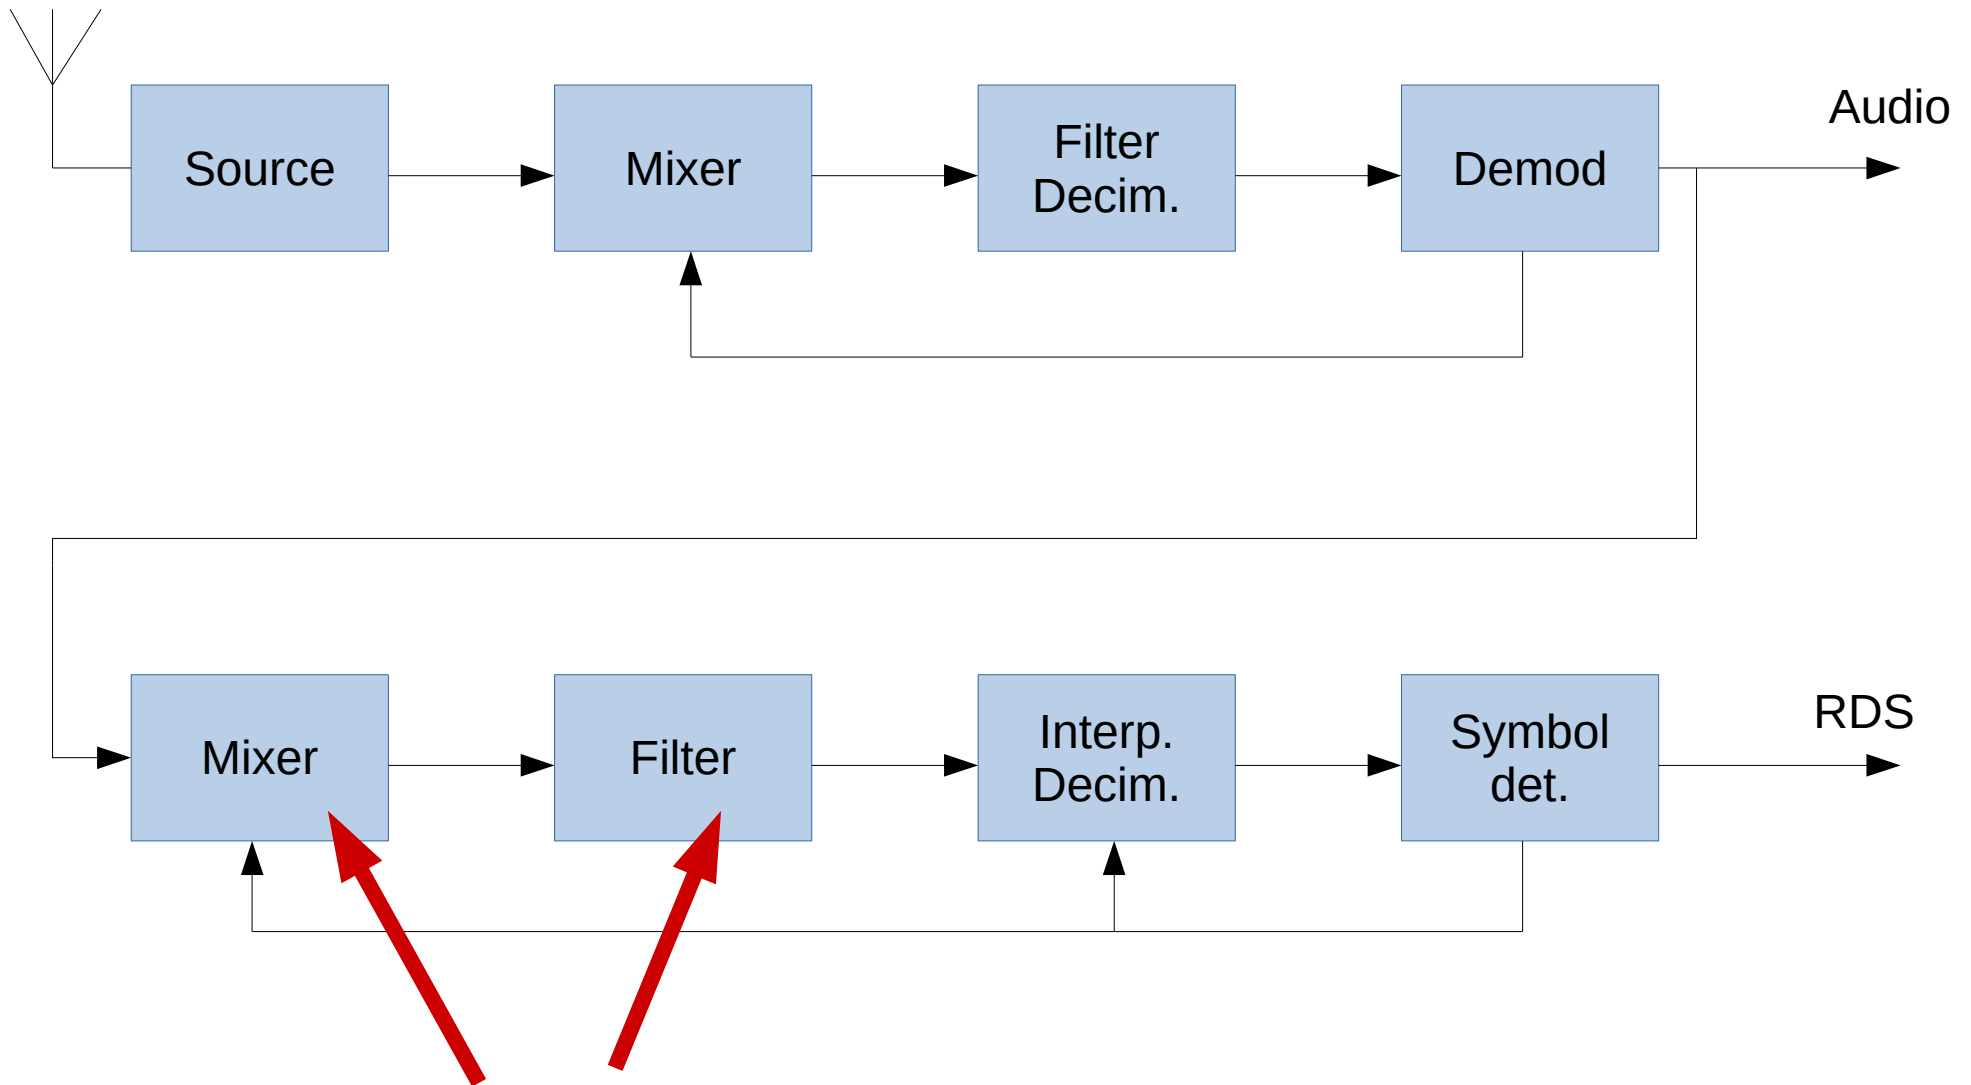 Audio
Source
Mixer
Filter
Decim.
Demod
RDS
Mixer
Filter
Interp.
Decim.
Symbol
det.